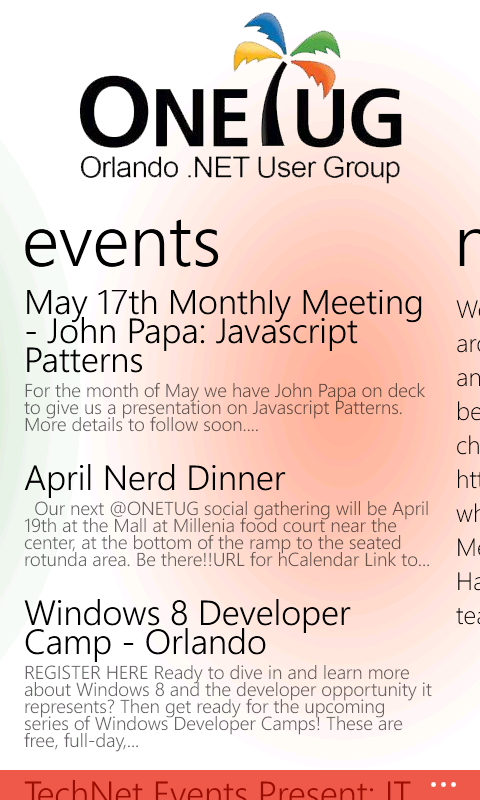 ONETUG
Orlando .NET User Group
events
May 17th Monthly Meeting
- John Papa: Javascript
Patterns
For the month of May we have John Papa on deck
to give us a presentation on Javascript Patterns.
More details to follow soon....
April Nerd Dinner
Our next @ONETUG social gathering will be April
19th at the Mall at Millenia food court near the
center, at the bottom of the ramp to the seated
rotunda area. Be there!!URL for hCalendar Link to...
Windows 8 Developer
Camp - Orlando
REGISTER HERE Ready to dive in and learn more
about Windows 8 and the developer opportunity it
represents? Then get ready for the upcoming
series of Windows Developer Camps! These are
free, full-day,...
TechNet Events Present: IT